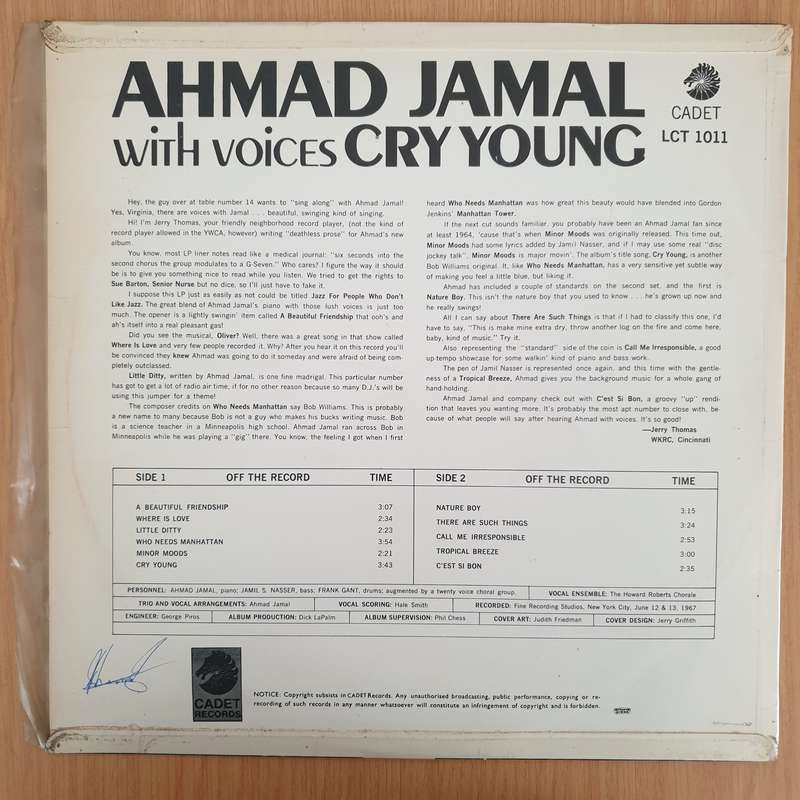 AHMAD JAMAL
WiTH VOiCES CRY YOUNG
CADET
LCT 1011
Hey, the guy over at table number 14 wants to "sing along" with Ahmad Jamal!
Yes, Virginia, there are voices with Jamal . . . beautiful, swinging kind of singing.
Hi! I'm Jerry Thomas, your friendly neighborhood record player, (not the kind of
record player allowed in the YWCA, however) writing "deathless prose" for Ahmad's new
album.
You know, most LP liner notes read like a medical journal: "six seconds into the
second chorus the group modulates to a G-Seven." Who cares? I figure the way it should
be is to give you something nice to read while you listen. We tried to get the rights to
Sue Barton, Senior Nurse but no dice, so I'll just have to fake it.
I suppose this LP just as easily as not could be titled Jazz For People Who Don't
Like Jazz. The great blend of Ahmad Jamal's piano with those lush voices is just too
much. The opener is a lightly swingin' item called A Beautiful Friendship that ooh's and
ah's itself into a real pleasant gas!
Did you see the musical, Oliver? Well, there was a great song in that show called
Where Is Love and very few people recorded it. Why? After you hear it on this record you'll
be convinced they knew Ahmad was going to do it someday and were afraid of being com-
pletely outclassed.
Little Ditty, written by Ahmad Jamal, is one fine madrigal. This particular number
has got to get a lot of radio air time, if for no other reason because so many D.J.'s will be
using this jumper for a theme!
The composer credits on Who Needs Manhattan say Bob Williams. This is probably
a new name to many because Bob is not a guy who makes his bucks writing music. Bob
is a science teacher in a Minneapolis high school. Ahmad Jamal ran across Bob in
Minneapolis while he was playing a "gig" there. You know, the feeling I got when I first
heard Who Needs Manhattan was how great this beauty would have blended into Gordon
Jenkins' Manhattan Tower.
If the next cut sounds familiar, you probably have been an Ahmad Jamal fan since
at least 1964, 'cause that's when Minor Moods was originally released. This time out,
Minor Moods had some lyrics added by Jamil Nasser, and if I may use some real "disc
jockey talk", Minor Moods is major movin'. The album's title song, Cry Young, is another
Bob Williams original. It, like Who Needs Manhattan, has a very sensitive yet subtle way
of making you feel a little blue, but liking it.
Ahmad has included a couple of standards on the second set, and the first is
Nature Boy. This isn't the nature boy that you used to know . . . he's grown up now and
he really swings!
All I can say about There Are Such Things is that if I had to classify this one, I'd
have to say, "This is make mine extra dry, throw another log on the fire and come here,
baby, kind of music." Try it.
Also representing the "standard" side of the coin is Call Me Irresponsible, a good
up-tempo showcase for some walkin' kind of piano and bass work.
The pen of Jamil Nasser is represented once again, and this time with the gentle-
ness of a Tropical Breeze, Ahmad gives you the background music for a whole gang of
hand-holding.
Ahmad Jamal and company check out with C'est Si Bon, a groovy "up" rendi-
tion that leaves you wanting more. It's probably the most apt number to close with, be-
cause of what people will say after hearing Ahmad with voices. It's so good!
—Jerry Thomas
WKRC, Cincinnati
SIDE 1 OFF THE RECORD TIME
A BEAUTIFUL FRIENDSHIP 3:07
WHERE IS LOVE 2:34
LITTLE DITTY 2:23
WHO NEEDS MANHATTAN 3:54
MINOR MOODS 2:21
CRY YOUNG 3:43
SIDE 2 OFF THE RECORD TIME
NATURE BOY 3:15
THERE ARE SUCH THINGS 3:24
CALL ME IRRESPONSIBLE 2:53
TROPICAL BREEZE 3:00
C'EST SI BON 2:35
PERSONNEL: AHMAD JAMAL, piano; JAMIL S. NASSER, bass; FRANK GANT, drums; augmented by a twenty voice choral group. VOCAL ENSEMBLE: The Howard Roberts Chorale
TRIO AND VOCAL ARRANGEMENTS: Ahmad Jamal VOCAL SCORING: Hale Smith RECORDED: Fine Recording Studios, New York City, June 12 & 13, 1967
ENGINEER: George Piros ALBUM PRODUCTION: Dick LaPalm ALBUM SUPERVISION: Phil Chess COVER ART: Judith Friedman COVER DESIGN: Jerry Griffith
CADET
RECORDS
NOTICE: Copyright subsists in CADET Records. Any unauthorised broadcasting, public performance, copying or re-
recording of such records in any manner whatsoever will constitute an infringement of copyright and is forbidden.